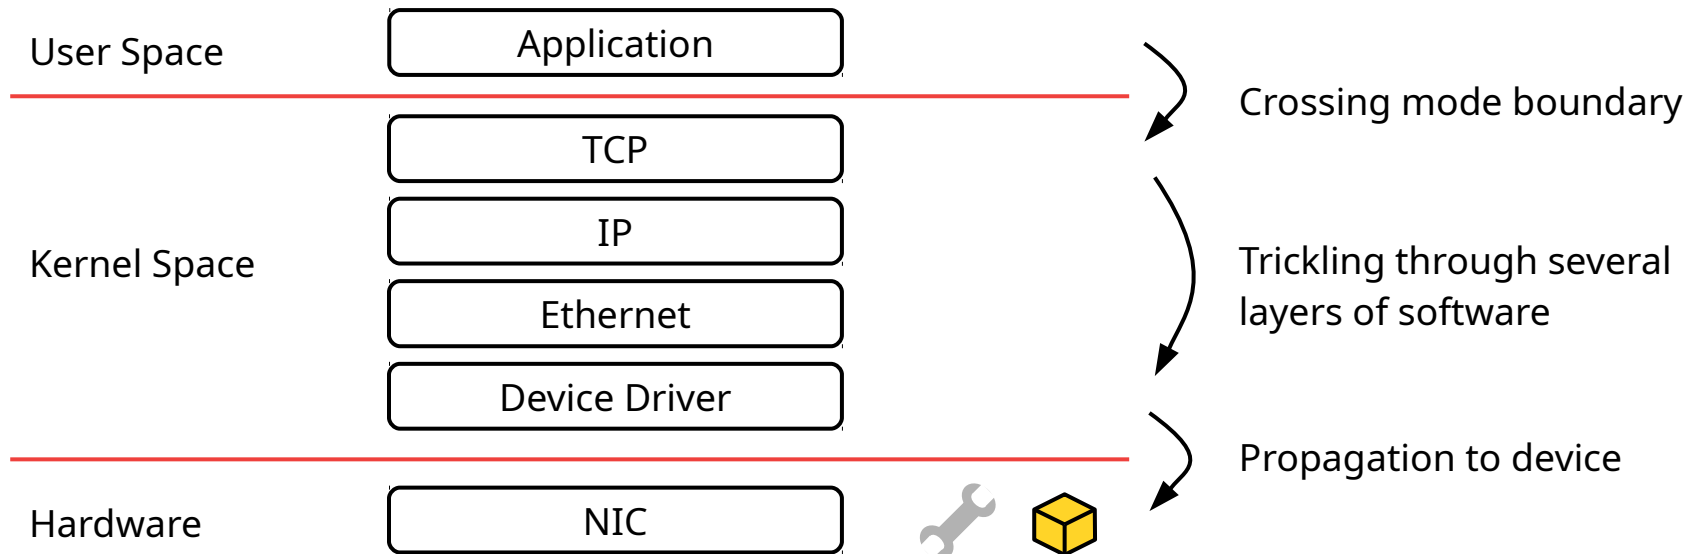 User Space
Application
Crossing mode boundary
TCP
IP
Kernel Space
Trickling through several
layers of software
Ethernet
Device Driver
Propagation to device
Hardware
NIC